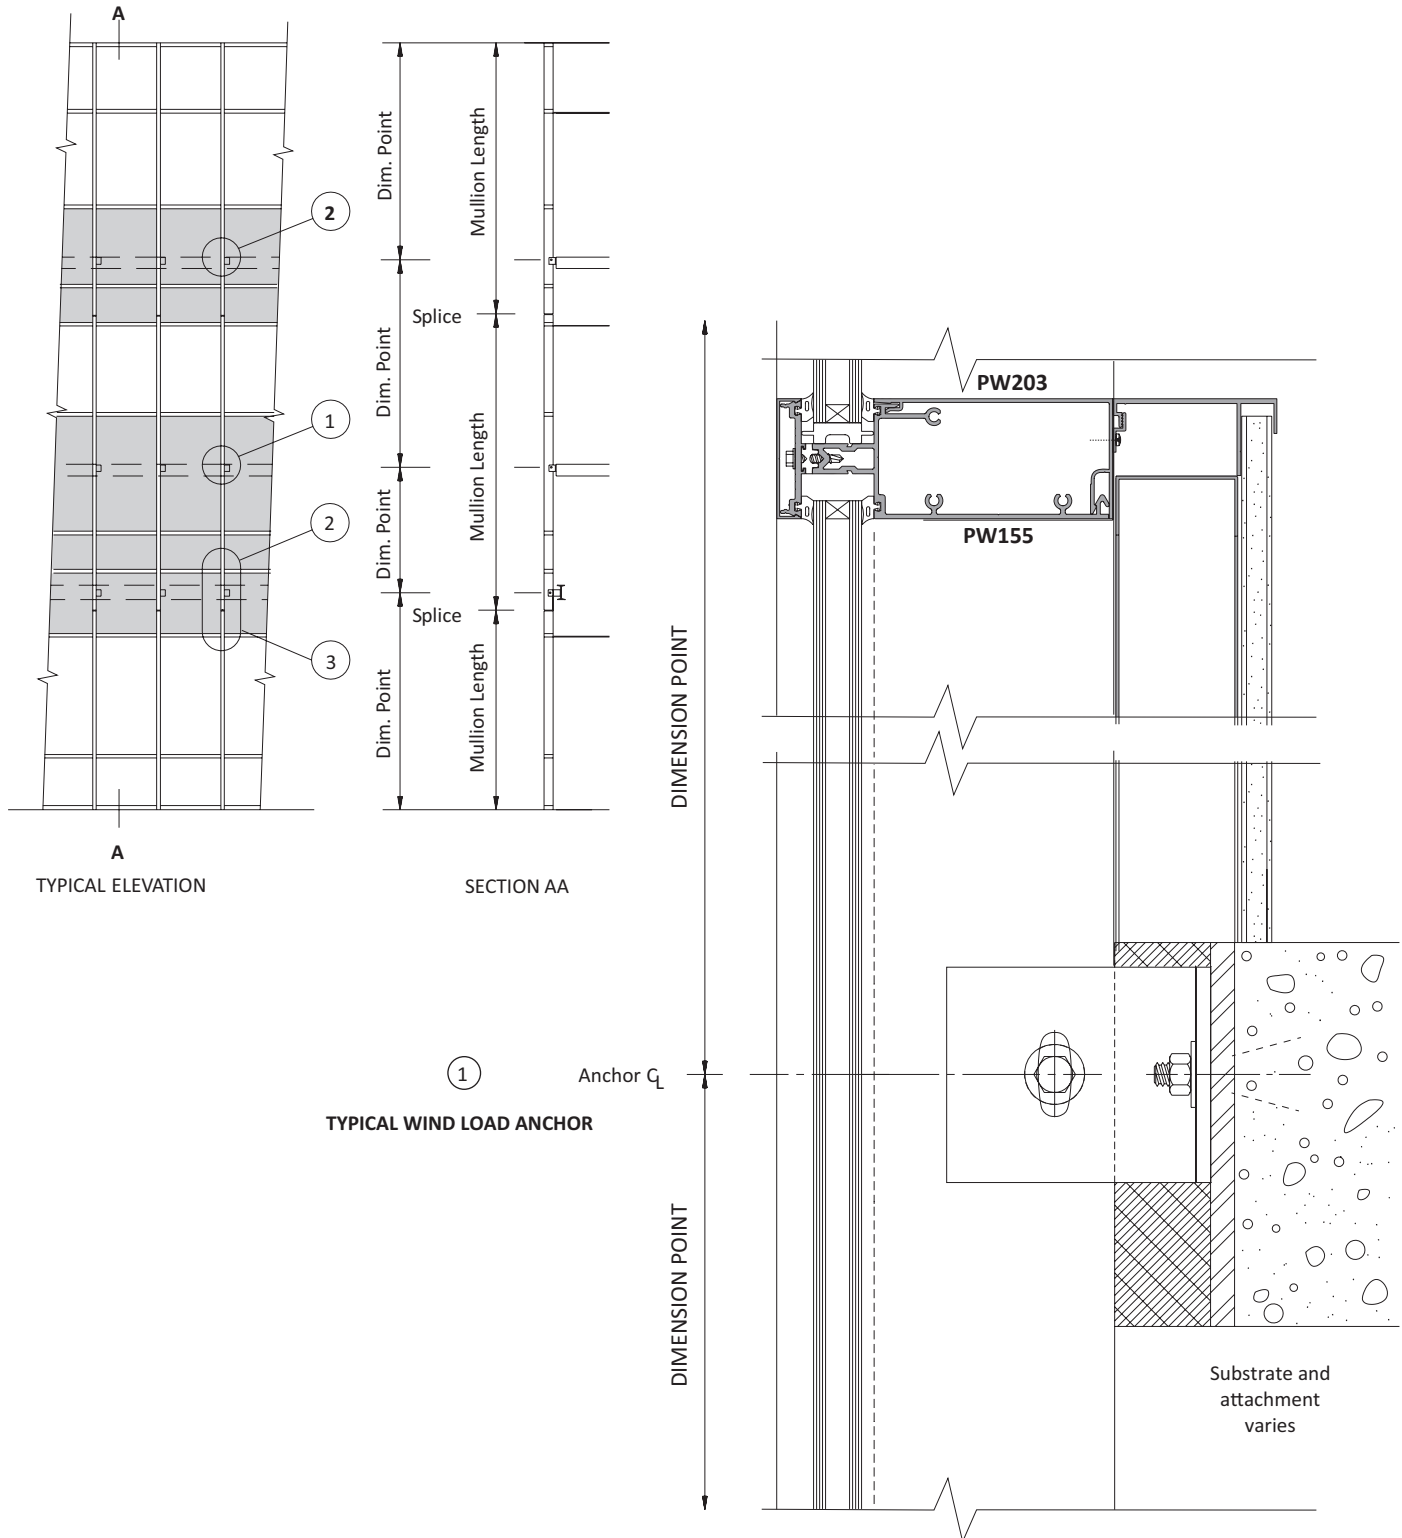 A
2
1
2
3
A
TYPICAL ELEVATION
Dim. Point
Dim. Point
Dim. Point
Dim. Point
Mullion Length
Splice
Mullion Length
Splice
Mullion Length
SECTION AA
PW203
PW155
DIMENSION POINT
1
Anchor CL
TYPICAL WIND LOAD ANCHOR
DIMENSION POINT
Substrate and
attachment
varies